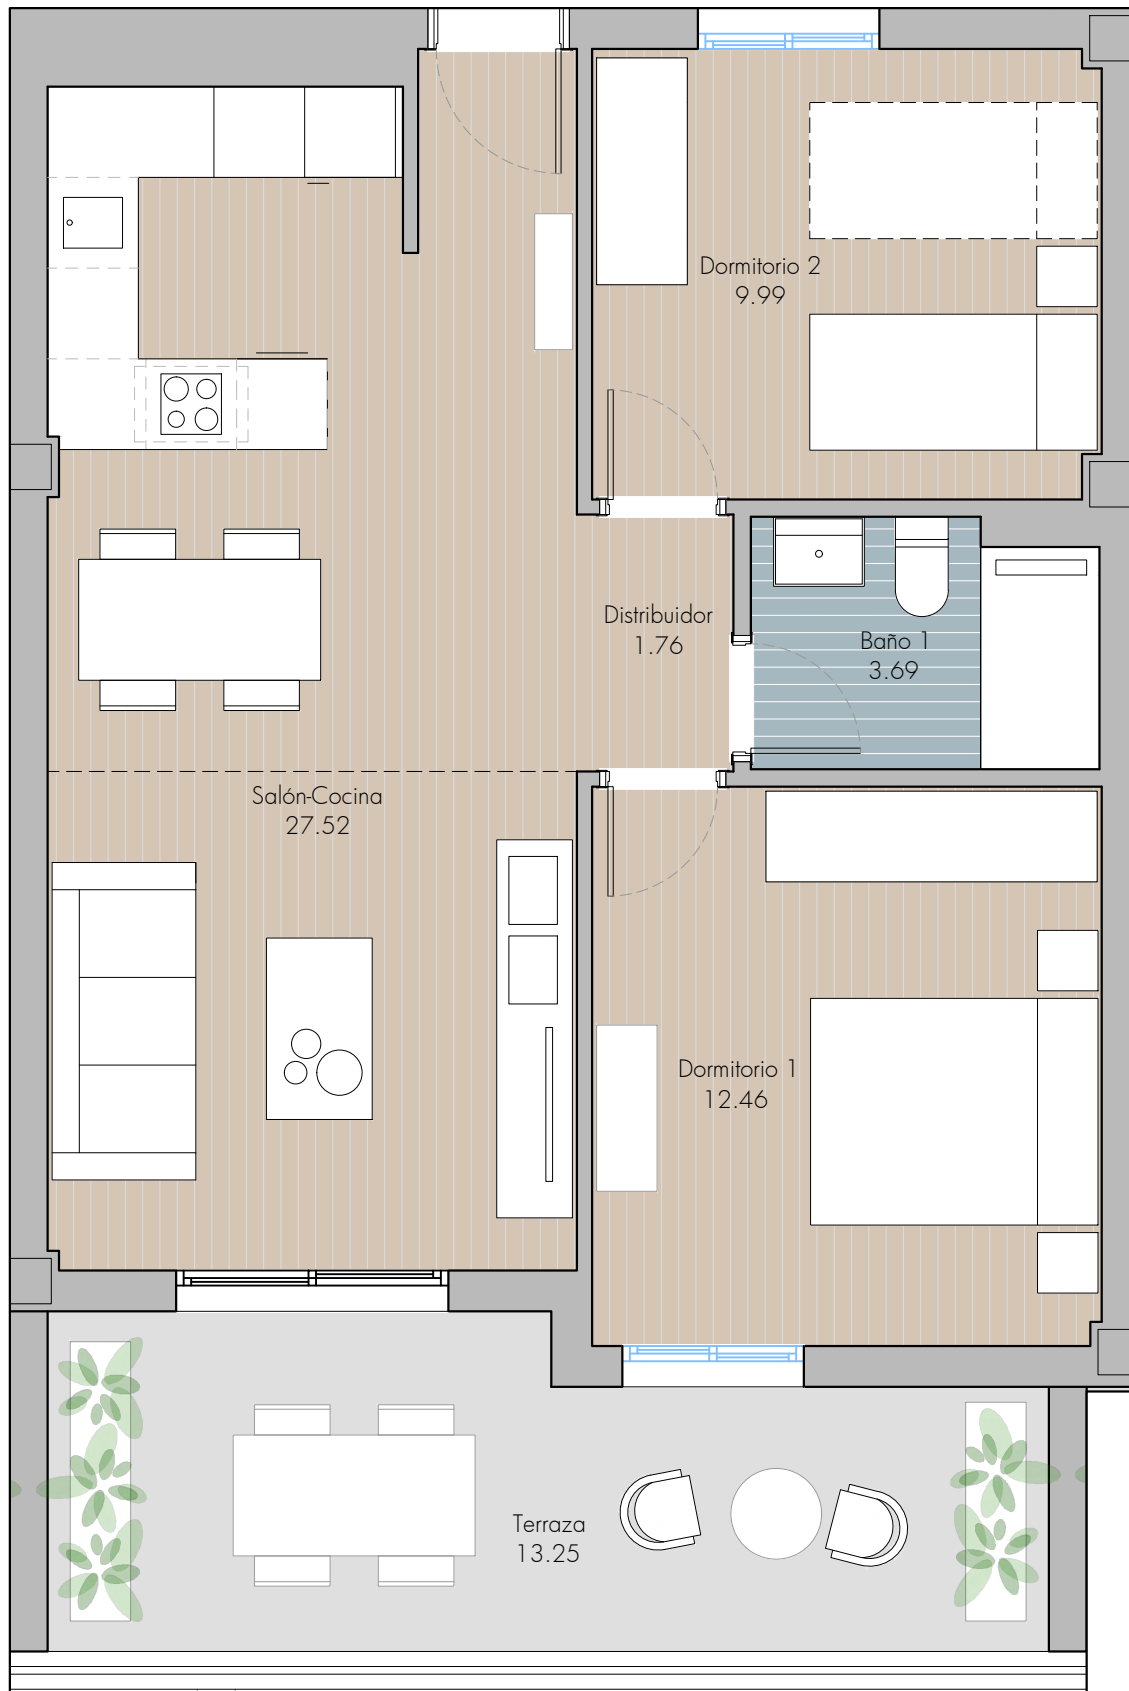 Dormitorio 2
9.99
Distribuidor
1.76
Baño 1
3.69
Salón-Cocina
27.52
Dormitorio 1
12.46
Terraza
13.25